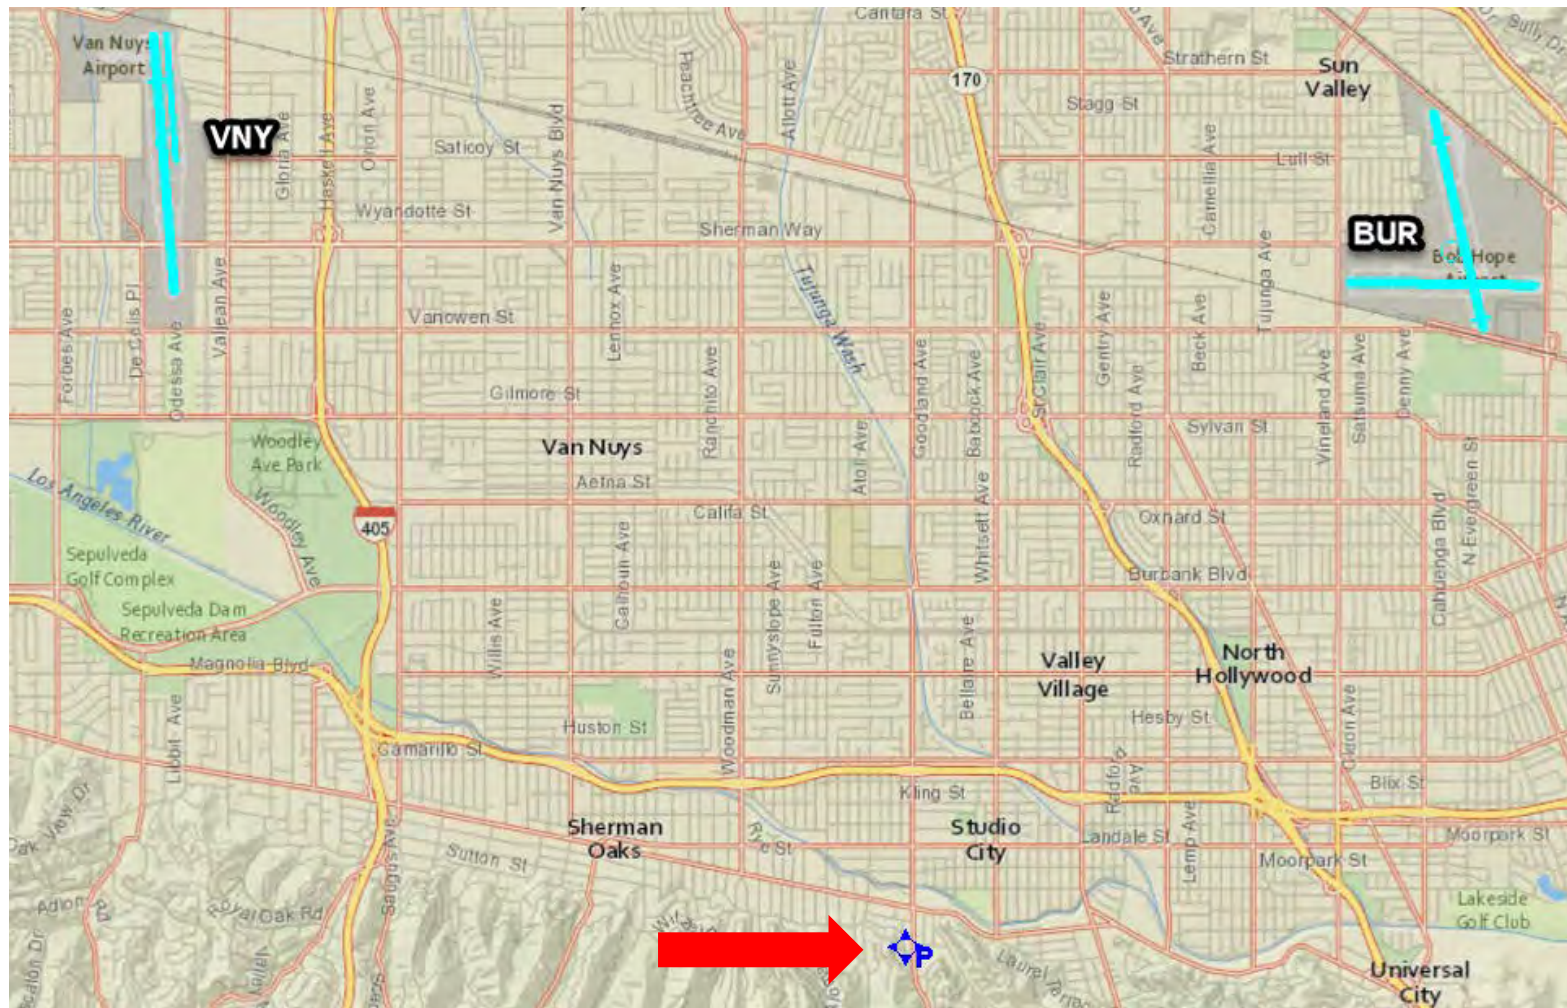 Van Nuys
Airport
VNY
Cantara St
170
Strathern St
Sun
Valley
Stagg St
Peachtree Ave
Allott Ave
Gloria Ave
Haskell Ave
Orion Ave
Saticoy St
Van Nuys Blvd
Camellia Ave
Lull St
Wyandotte St
Sherman Way
BUR
Bob Hope
Airport
Forbes Ave
De Celis Pl
Odessa Ave
Valjean Ave
Vanowen St
Lennox Ave
Tujunga Wash
Tujunga Ave
Gilmore St
Ranchito Ave
Goodland Ave
Babcock Ave
St Clair Ave
Gentry Ave
Radford Ave
Beck Ave
Vineland Ave
Satsuma Ave
Denny Ave
Sylvan St
Woodley
Ave Park
Van Nuys
Aetna St
Atoll Ave
Los Angeles River
Woodley Ave
405
Califa St
Whitsett Ave
Oxnard St
Cahuenga Blvd
N Evergreen St
Sepulveda
Golf Complex
Calhoun Ave
Sunnyslope Ave
Fulton Ave
Burbank Blvd
Sepulveda Dam
Recreation Area
Willis Ave
Bellaire Ave
Magnolia Blvd
Valley
Village
North
Hollywood
Libbit Ave
Huston St
Woodman Ave
Hesby St
Camarillo St
Radford Ave
Kling St
Blix St
Sherman
Oaks
Rye St
Studio
City
Landale St
Lemp Ave
Moorpark St
Moorpark St
Oak View Dr
Sutton St
Saugus Ave
Adlon Rd
Royal Oak Rd
Lakeside
Golf Club
P
Universal
City